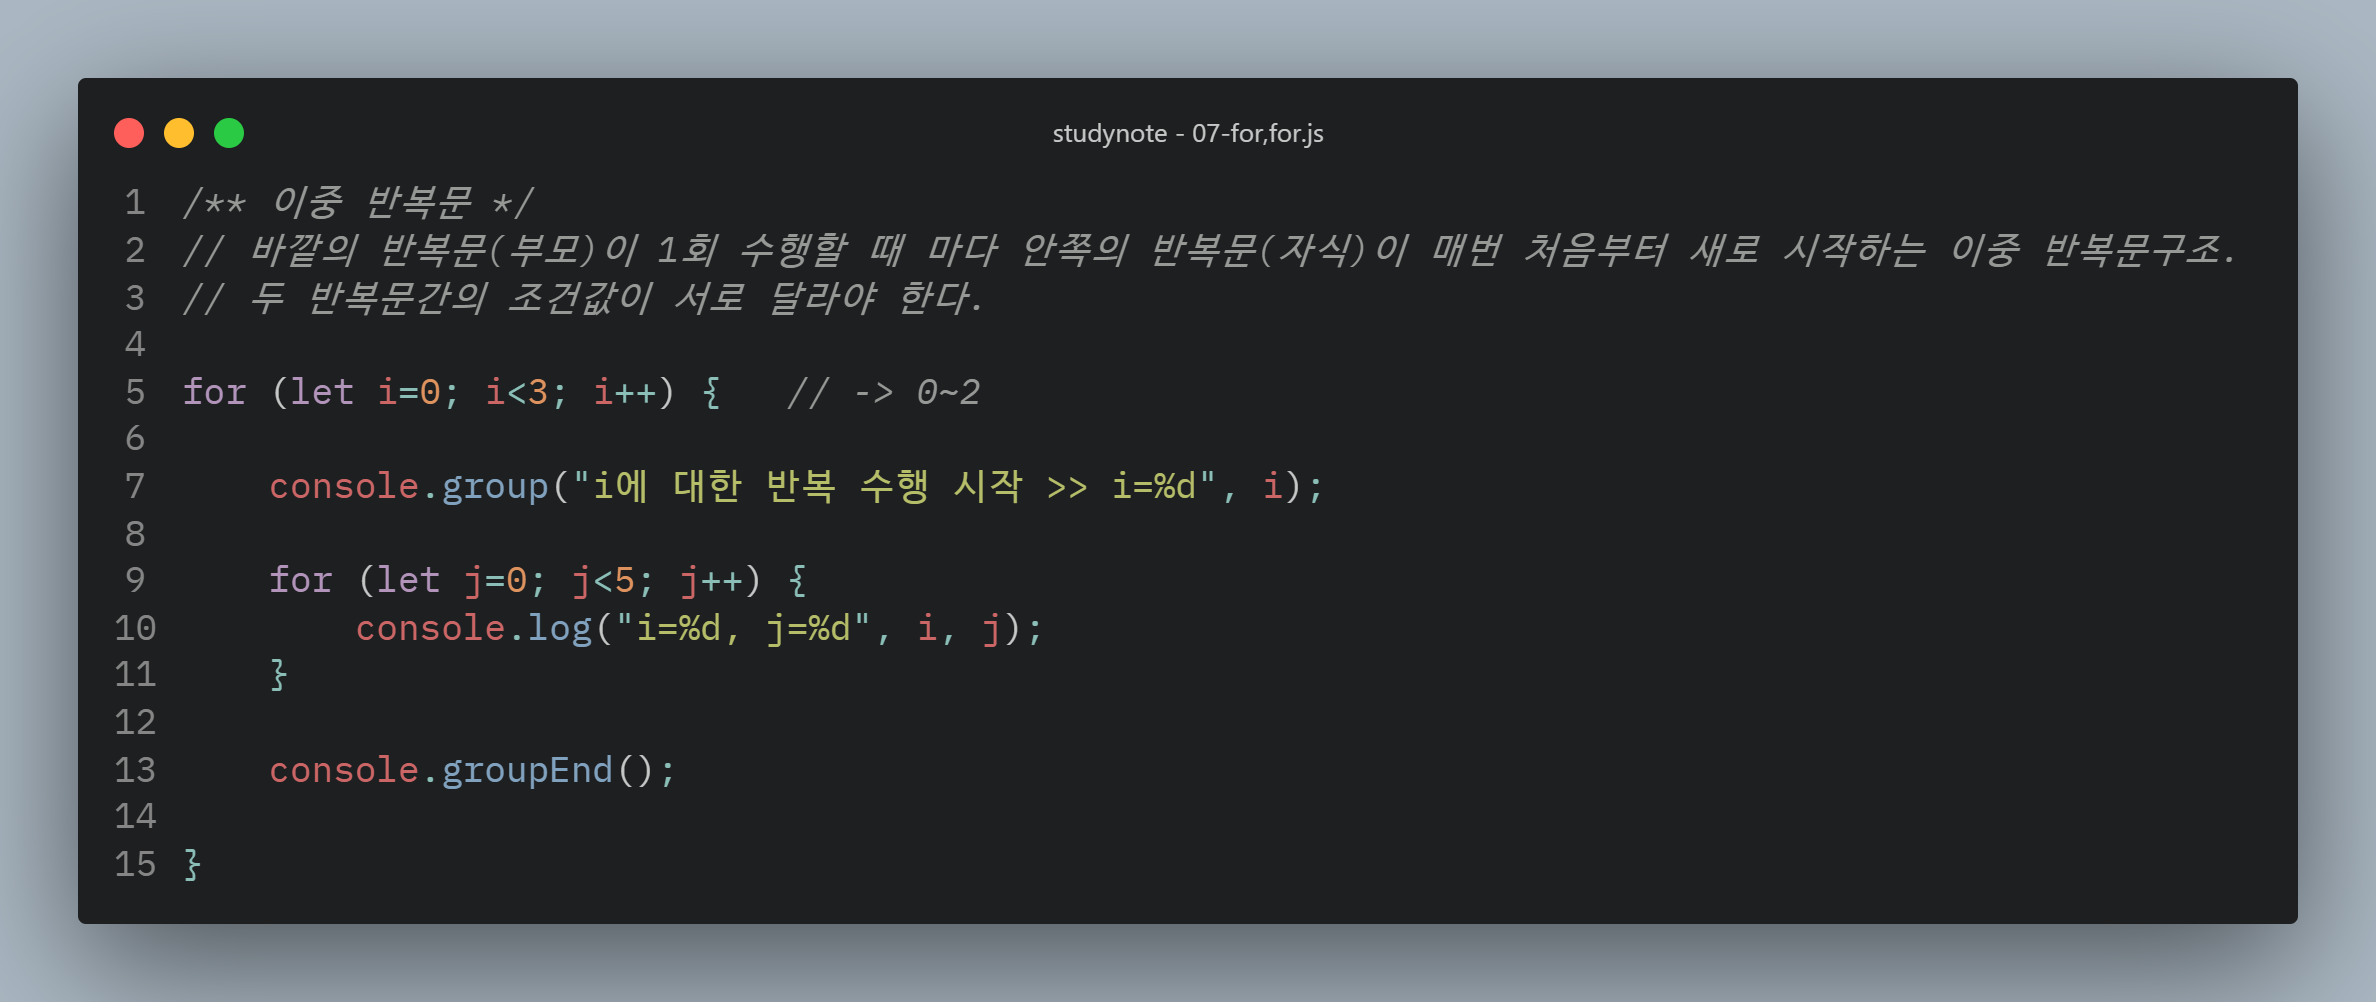 studynote - 07-for,for.js
1 /** 이중 반복문 */
2 // 바깥의 반복문(부모)이 1회 수행할 때 마다 안쪽의 반복문(자식)이 매번 처음부터 새로 시작하는 이중 반복문구조.
3 // 두 반복문간의 조건값이 서로 달라야 한다.
4
5 for (let i=0; i<3; i++) {   // -> 0~2
6
7     console.group("i에 대한 반복 수행 시작 >> i=%d", i);
8
9     for (let j=0; j<5; j++) {
10         console.log("i=%d, j=%d", i, j);
11     }
12
13     console.groupEnd();
14
15 }